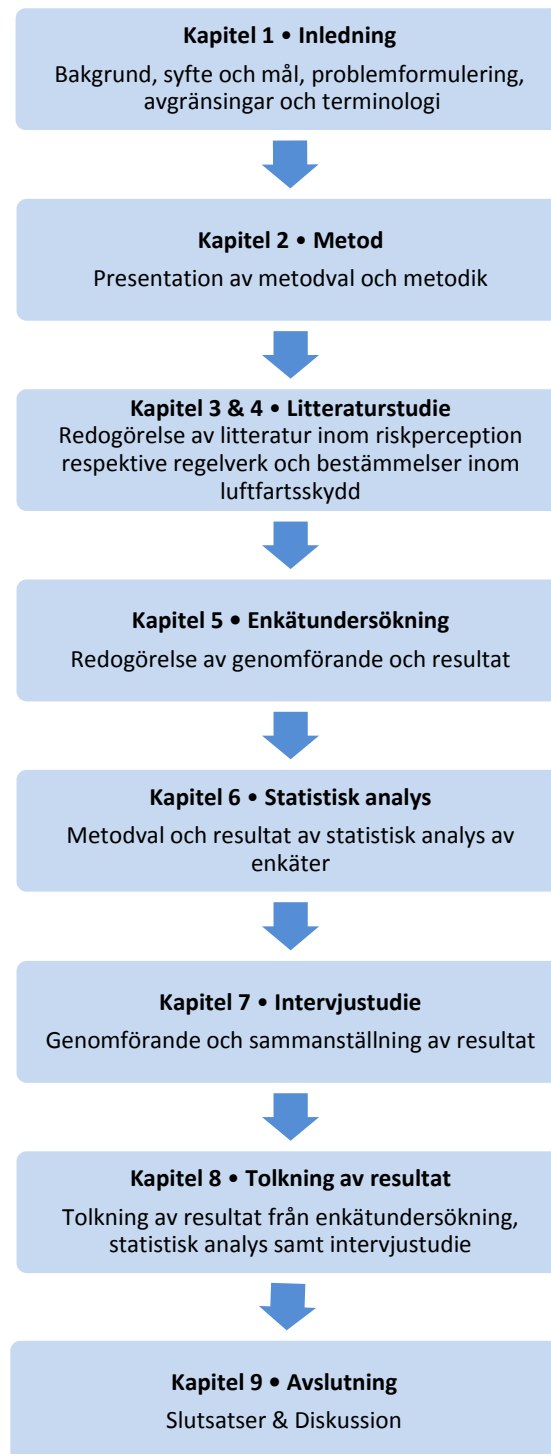 Kapitel 1 • Inledning
Bakgrund, syfte och mål, problemformulering,
avgränsingar och terminologi
Kapitel 2 • Metod
Presentation av metodval och metodik
Kapitel 3 & 4 • Litteraturstudie
Redogörelse av litteratur inom riskperception
respektive regelverk och bestämmelser inom
luftfartsskydd
Kapitel 5 • Enkätundersökning
Redogörelse av genomförande och resultat
Kapitel 6 • Statistisk analys
Metodval och resultat av statistisk analys av
enkäter
Kapitel 7 • Intervjustudie
Genomförande och sammanställning av resultat
Kapitel 8 • Tolkning av resultat
Tolkning av resultat från enkätundersökning,
statistisk analys samt intervjustudie
Kapitel 9 • Avslutning
Slutsatser & Diskussion